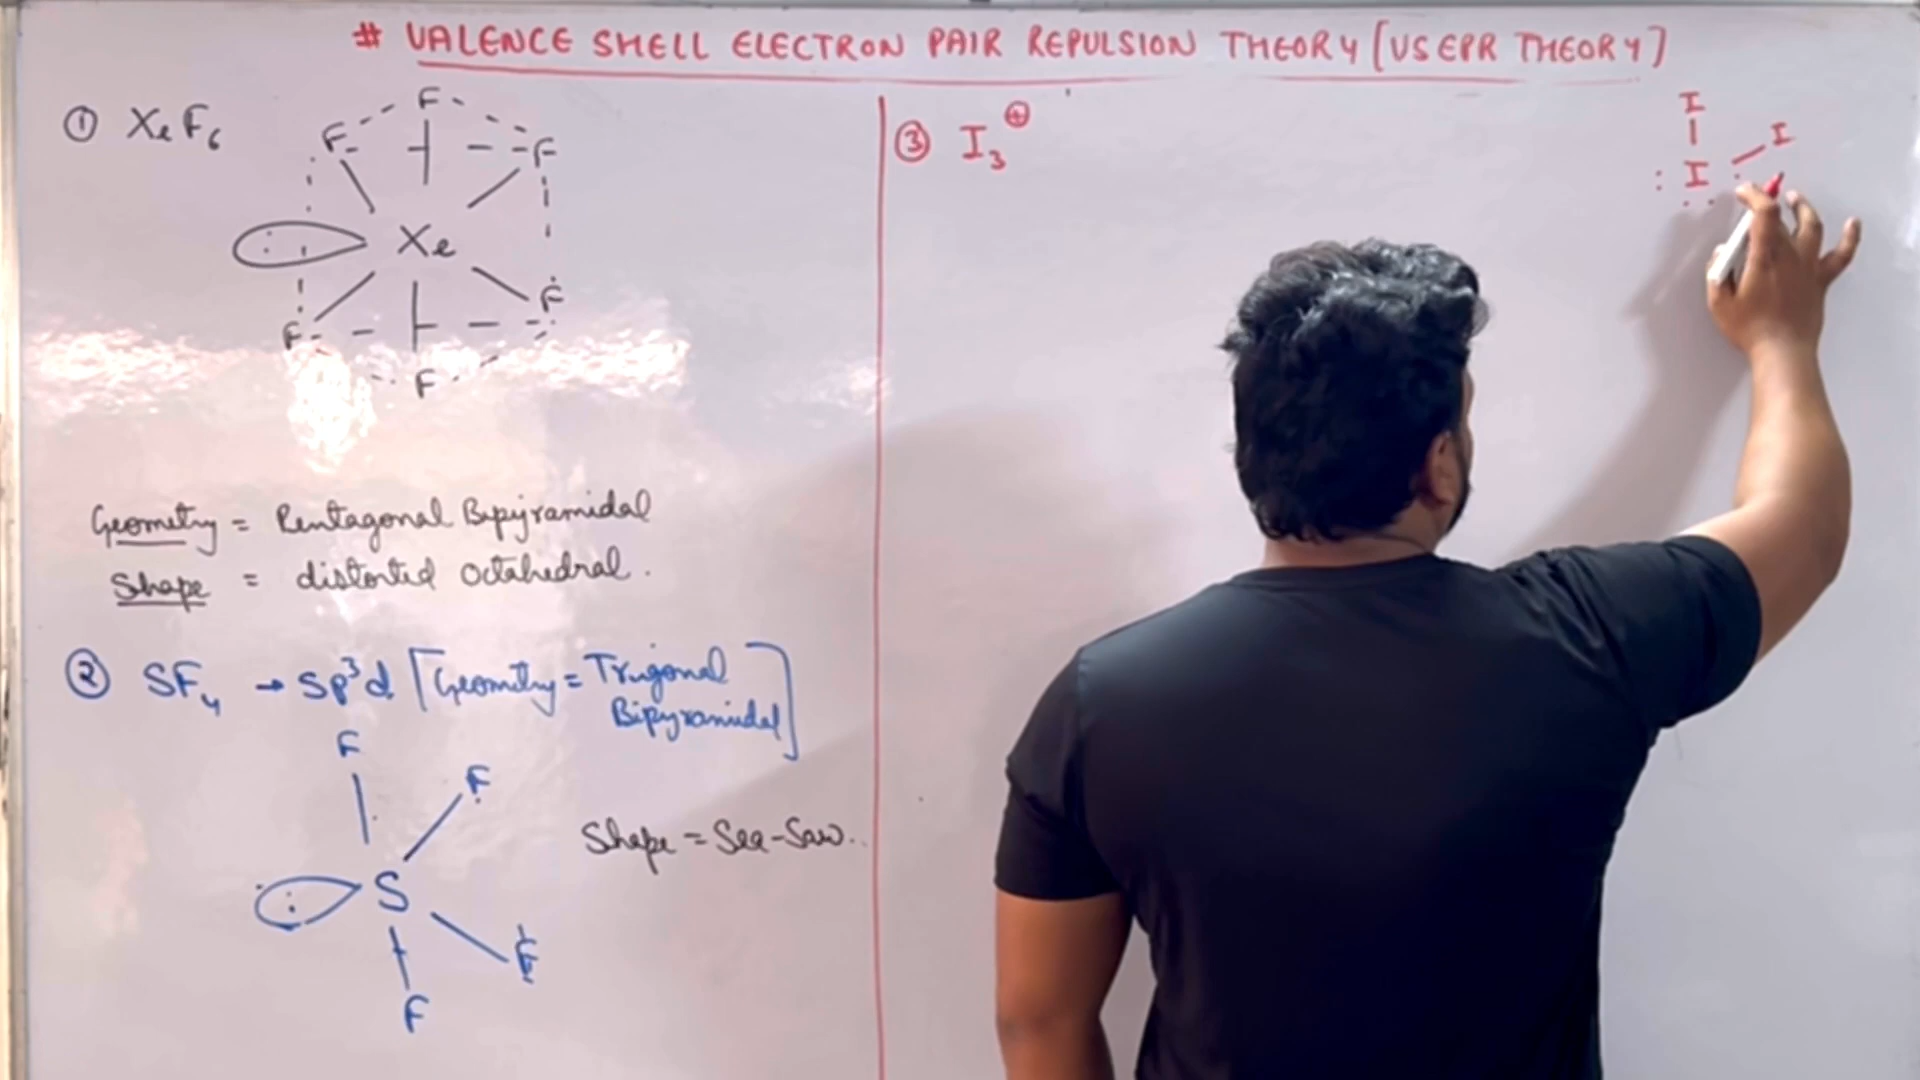 # VALENCE SHELL ELECTRON PAIR REPULSION THEORY [VSEPR THEORY]
① XeF₆
F
F F
: Xe
F F
F
Geometry = Pentagonal Bipyramidal
Shape = distorted octahedral.
② SF₄ → Sp³d [Geometry = Trigonal
Bipyramidal]
F
F
: S
F
F
Shape = See-Saw..
③ I₃⊕
I
I
: I